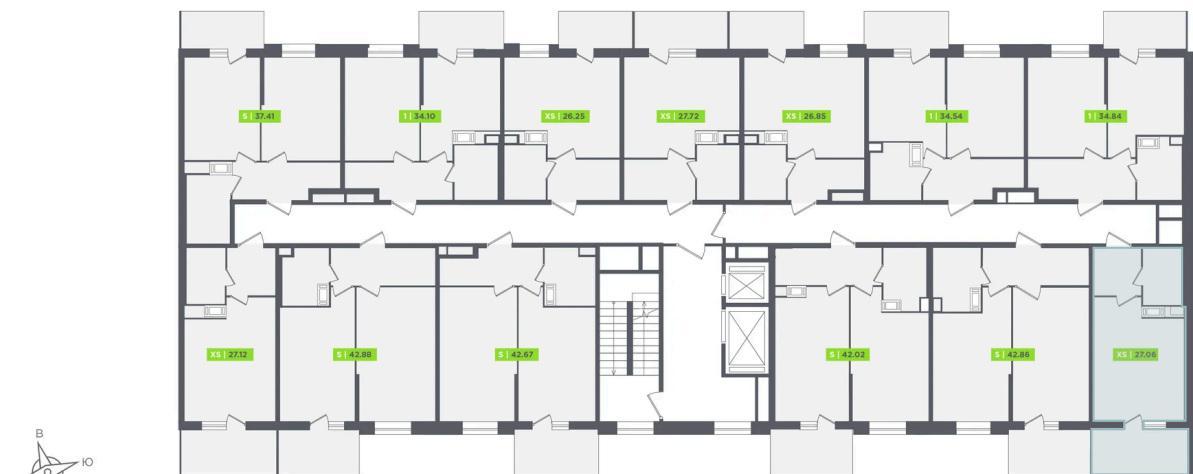 S | 37.41
1 | 34.10
XS | 26.25
XS | 27.72
XS | 26.85
1 | 34.54
1 | 34.84
XS | 27.12
S | 42.88
S | 42.67
S | 42.02
S | 42.86
XS | 27.06
В
Ю